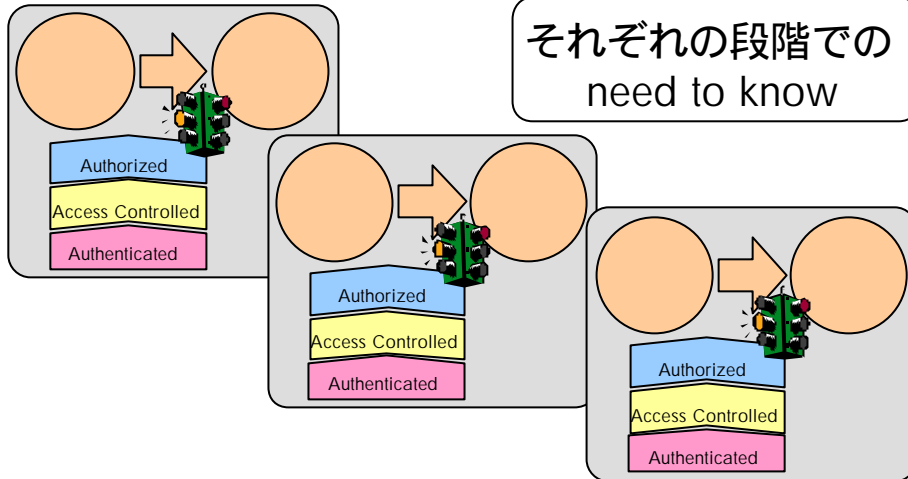 それぞれの段階での
need to know
Authorized
Access Controlled
Authenticated
Authorized
Access Controlled
Authenticated
Authorized
Access Controlled
Authenticated